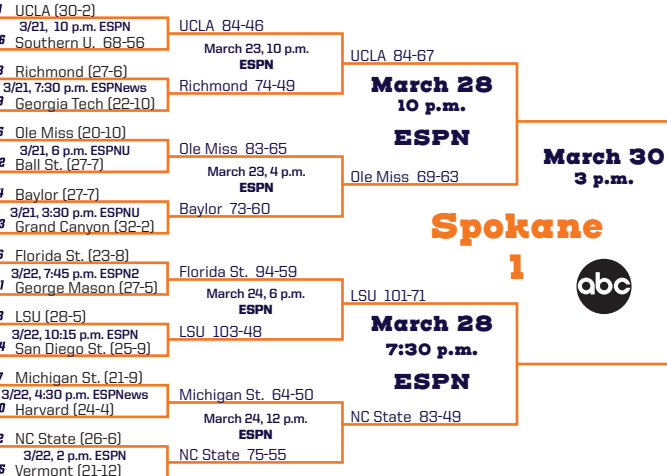 UCLA (30-2)
3/21, 10 p.m. ESPN
Southern U. 68-56
Richmond (27-6)
3/21, 7:30 p.m. ESPNews
Georgia Tech (22-10)
Ole Miss (20-10)
3/21, 6 p.m. ESPNU
Ball St. (27-7)
Baylor (27-7)
3/21, 3:30 p.m. ESPNU
Grand Canyon (32-2)
Florida St. (23-8)
3/22, 7:45 p.m. ESPN2
George Mason (27-5)
LSU (28-5)
3/22, 10:15 p.m. ESPN
San Diego St. (25-9)
Michigan St. (21-9)
3/22, 4:30 p.m. ESPNews
Harvard (24-4)
NC State (26-6)
3/22, 2 p.m. ESPN
Vermont (21-12)
UCLA 84-46
March 23, 10 p.m.
ESPN
Richmond 74-49
Ole Miss 83-65
March 23, 4 p.m.
ESPN
Baylor 73-60
Florida St. 94-59
March 24, 6 p.m.
ESPN
LSU 103-48
Michigan St. 64-50
March 24, 12 p.m.
ESPN
NC State 75-55
UCLA 84-67
March 28
10 p.m.
ESPN
Ole Miss 69-63
LSU 101-71
March 28
7:30 p.m.
ESPN
NC State 83-49
March 30
3 p.m.
Spokane
1
abc